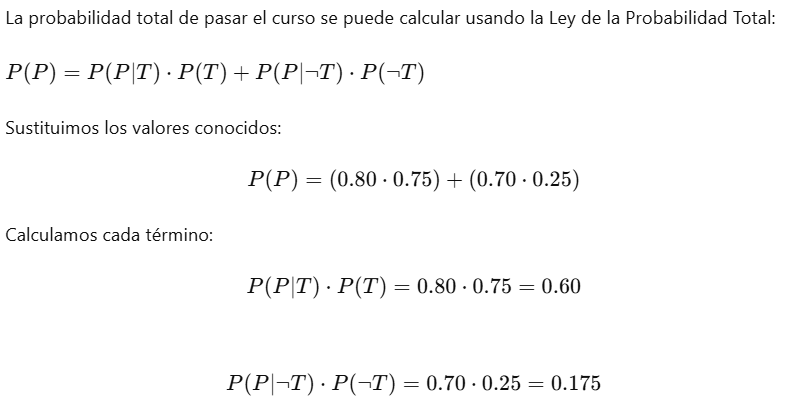 La probabilidad total de pasar el curso se puede calcular usando la Ley de la Probabilidad Total:
P(P) = P(P|T) · P(T) + P(P|¬T) · P(¬T)
Sustituimos los valores conocidos:
P(P) = (0.80 · 0.75) + (0.70 · 0.25)
Calculamos cada término:
P(P|T) · P(T) = 0.80 · 0.75 = 0.60
P(P|¬T) · P(¬T) = 0.70 · 0.25 = 0.175